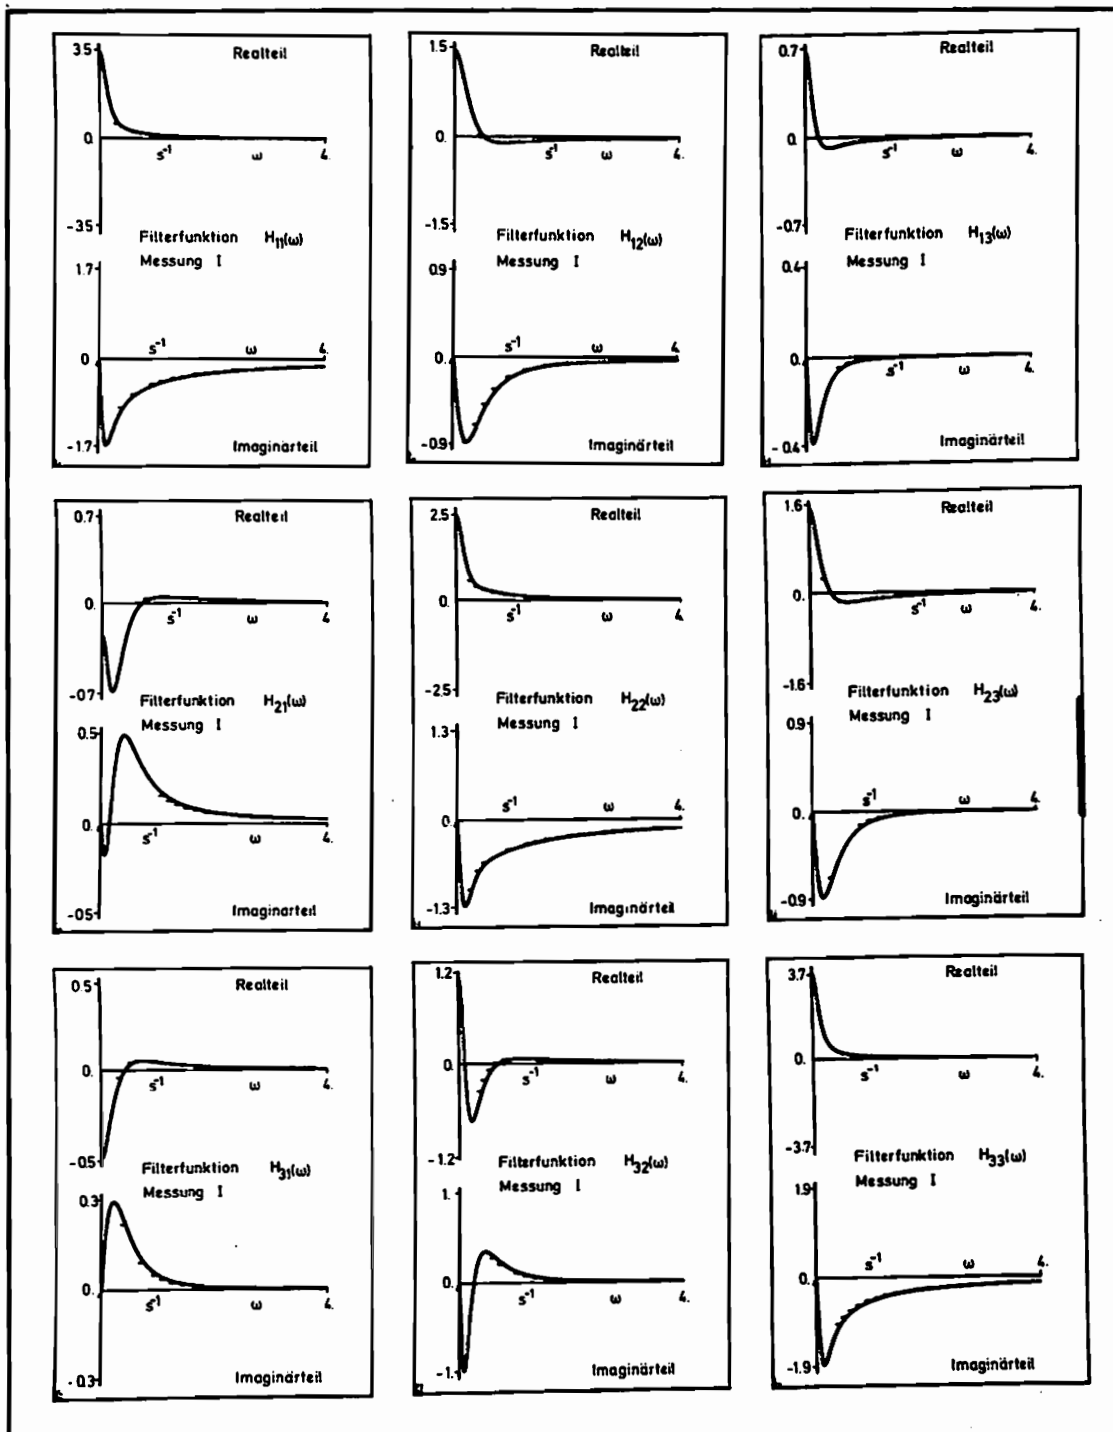 3.5
Realteil
0.
s⁻¹
ω
4.
-3.5
Filterfunktion H₁₁(ω)
Messung I
1.7
s⁻¹
ω
4.
0.
-1.7
Imaginärteil
1.5
Realteil
0.
s⁻¹
ω
4.
-1.5
Filterfunktion H₁₂(ω)
Messung I
0.9
s⁻¹
ω
4.
0.
-0.9
Imaginärteil
0.7
Realteil
0.
s⁻¹
ω
4.
-0.7
Filterfunktion H₁₃(ω)
Messung I
0.4
0.
s⁻¹
ω
4.
-0.4
Imaginärteil
0.7
Realteil
0.
s⁻¹
ω
4.
-0.7
Filterfunktion H₂₁(ω)
Messung I
0.5
0.
s⁻¹
ω
4.
-0.5
Imaginarteil
2.5
Realteil
0.
s⁻¹
ω
4.
-2.5
Filterfunktion H₂₂(ω)
Messung I
1.3
s⁻¹
ω
4.
0.
-1.3
Imaginärteil
1.6
Realteil
0.
s⁻¹
ω
4.
-1.6
Filterfunktion H₂₃(ω)
Messung I
0.9
s⁻¹
ω
4.
0.
-0.9
Imaginärteil
0.5
Realteil
0.
s⁻¹
ω
4.
-0.5
Filterfunktion H₃₁(ω)
Messung I
0.3
0.
s⁻¹
ω
4.
-0.3
Imaginärteil
1.2
Realteil
0.
s⁻¹
ω
4.
-1.2
Filterfunktion H₃₂(ω)
Messung I
1.
0.
s⁻¹
ω
4.
-1.
Imaginärteil
3.7
Realteil
0.
s⁻¹
ω
4.
-3.7
Filterfunktion H₃₃(ω)
Messung I
1.9
s⁻¹
ω
4.
0.
-1.9
Imaginärteil